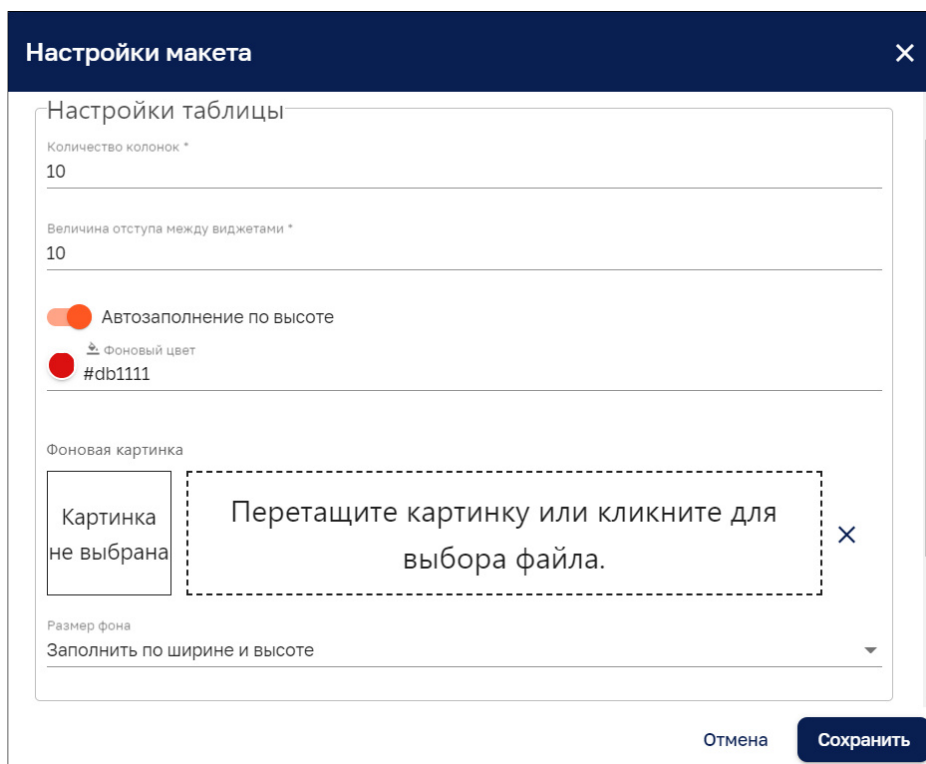 Настройки макета
Настройки таблицы
Количество колонок *
10
Величина отступа между виджетами *
10
Автозаполнение по высоте
Фоновый цвет
#db1111
Фоновая картинка
Картинка
не выбрана
Перетащите картинку или кликните для
выбора файла.
Размер фона
Заполнить по ширине и высоте
Отмена
Сохранить